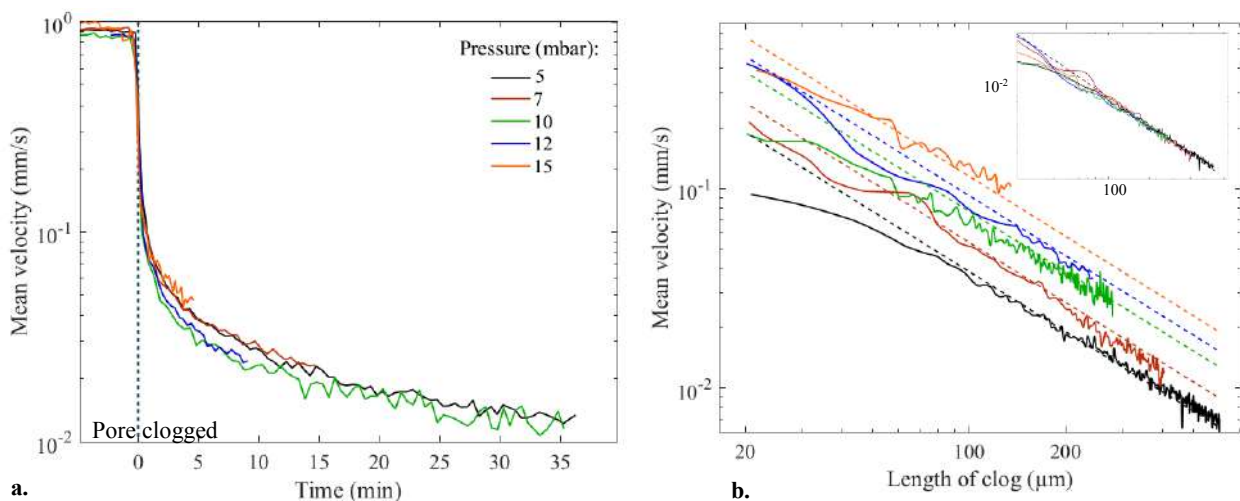 10⁰
10⁻¹
10⁻²
Mean velocity (mm/s)
Pressure (mbar):
5
7
10
12
15
Pore clogged
0 5 10 15 20 25 30 35
Time (min)
a.
10⁻¹
10⁻²
Mean velocity (mm/s)
10⁻²
100
20 100 200
Length of clog (µm)
b.